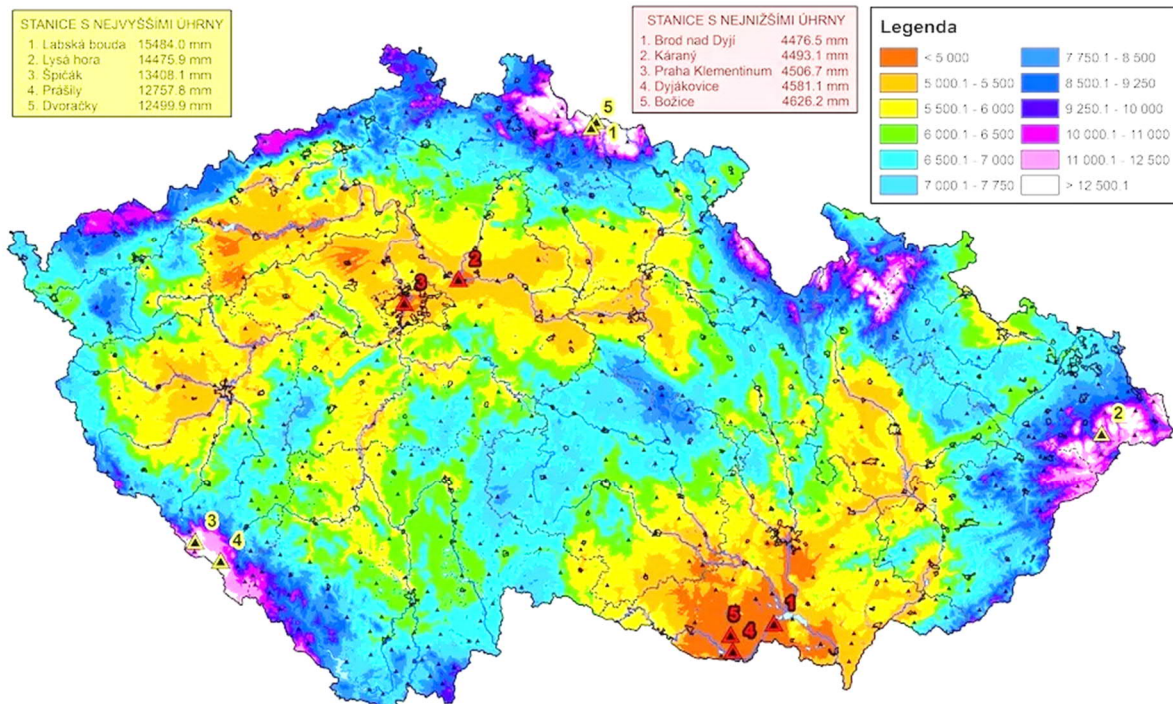 STANICE S NEJVYŠŠÍMI ÚHRNY
1. Labská bouda 15484.0 mm
2. Lysá hora 14475.9 mm
3. Špičák 13408.1 mm
4. Prášily 12757.8 mm
5. Dvoračky 12499.9 mm
STANICE S NEJNIŽŠÍMI ÚHRNY
1. Brod nad Dyjí 4476.5 mm
2. Káraný 4493.1 mm
3. Praha Klementinum 4506.7 mm
4. Dyjákovice 4581.1 mm
5. Božice 4626.2 mm
Legenda
< 5 000
5 000.1 - 5 500
5 500.1 - 6 000
6 000.1 - 6 500
6 500.1 - 7 000
7 000.1 - 7 750
7 750.1 - 8 500
8 500.1 - 9 250
9 250.1 - 10 000
10 000.1 - 11 000
11 000.1 - 12 500
> 12 500.1
5
1
2
3
2
3
4
1
5
4